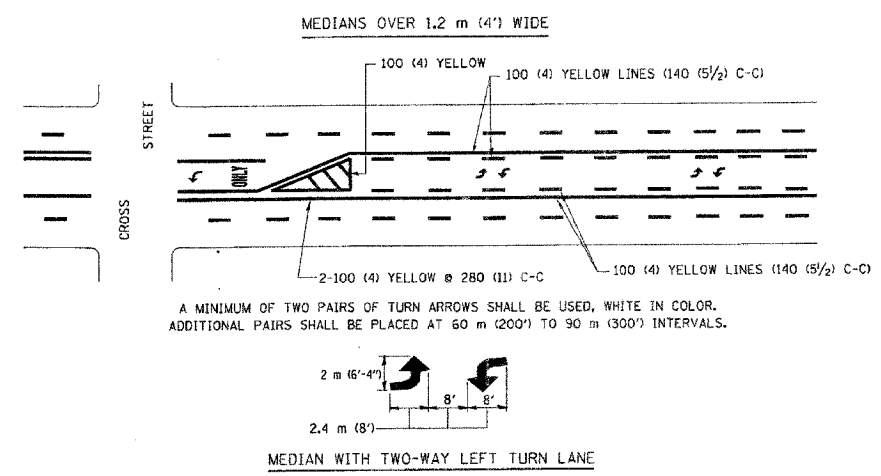 MEDIANS OVER 1.2 m (4') WIDE
100 (4) YELLOW
100 (4) YELLOW LINES (140 (5½) C-C)
STREET
ONLY
CROSS
2-100 (4) YELLOW @ 280 (11) C-C
100 (4) YELLOW LINES (140 (5½) C-C)
A MINIMUM OF TWO PAIRS OF TURN ARROWS SHALL BE USED, WHITE IN COLOR.
ADDITIONAL PAIRS SHALL BE PLACED AT 60 m (200') TO 90 m (300') INTERVALS.
2 m (6'-4")
8' 8'
2.4 m (8')
MEDIAN WITH TWO-WAY LEFT TURN LANE